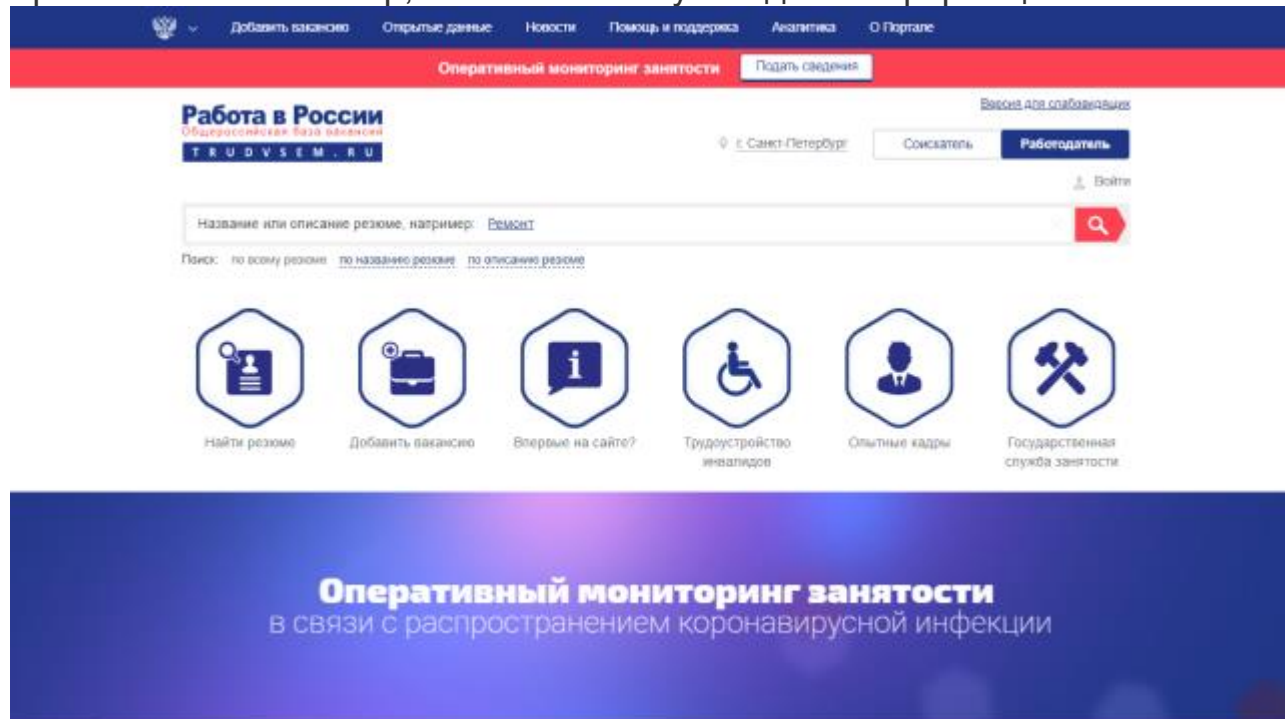 Добавить вакансию Открытые данные Новости Помощь и поддержка Аналитика О Портале
Оперативный мониторинг занятости Подать сведения
Версия для слабовидящих
Работа в России
Общероссийская база вакансий
TRUDVSEM.RU
г. Санкт-Петербург Соискатель Работодатель
Войти
Название или описание резюме, например: Ремонт
Поиск: по всему резюме по названию резюме по описанию резюме
Найти резюме Добавить вакансию Впервые на сайте? Трудоустройство инвалидов Опытные кадры Государственная служба занятости
Оперативный мониторинг занятости
в связи с распространением коронавирусной инфекции